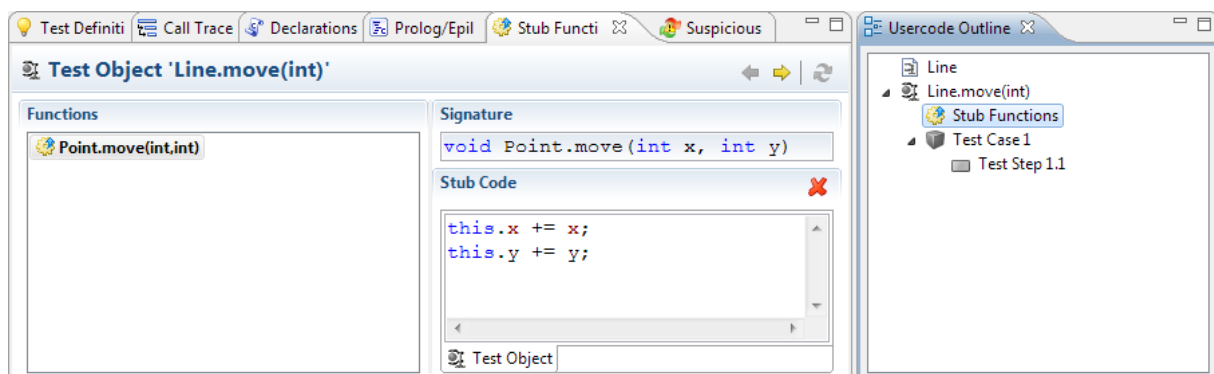 Test Definiti Call Trace Declarations Prolog/Epil Stub Functi Suspicious
Usercode Outline
Test Object 'Line.move(int)'
Functions
Point.move(int,int)
Signature
void Point.move(int x, int y)
Stub Code
this.x += x;
this.y += y;
Test Object
Line
Line.move(int)
Stub Functions
Test Case 1
Test Step 1.1